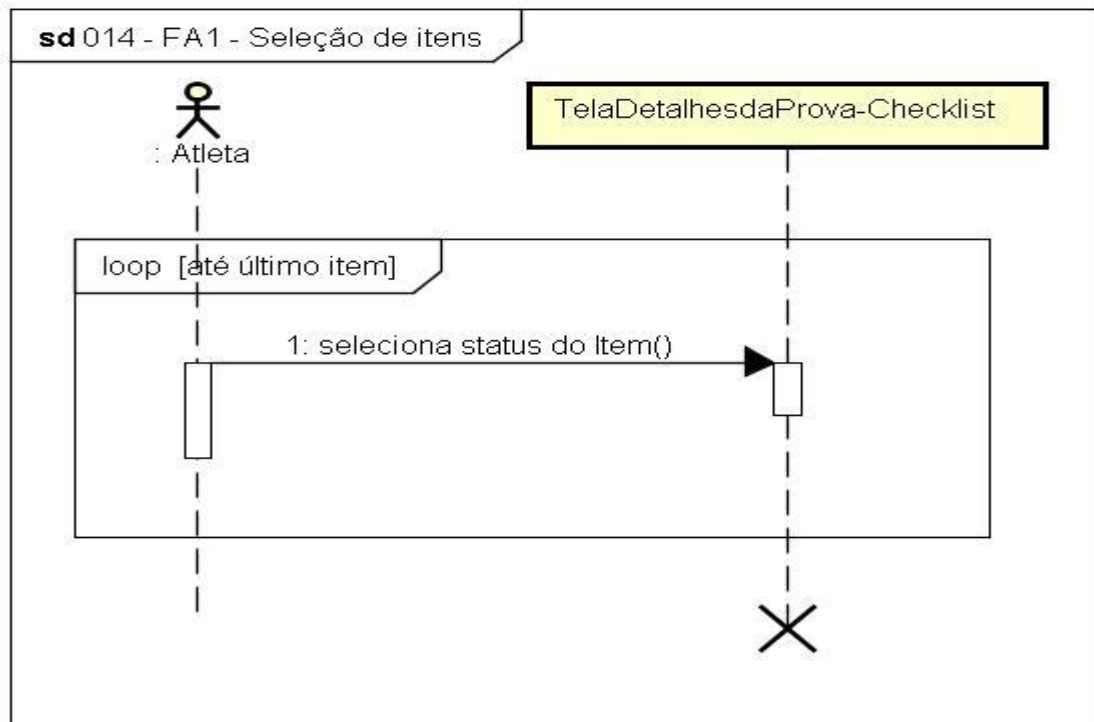 sd 014 - FA1 - Seleção de itens
TelaDetalhesdaProva-Checklist
: Atleta
loop [até último item]
1: seleciona status do Item()